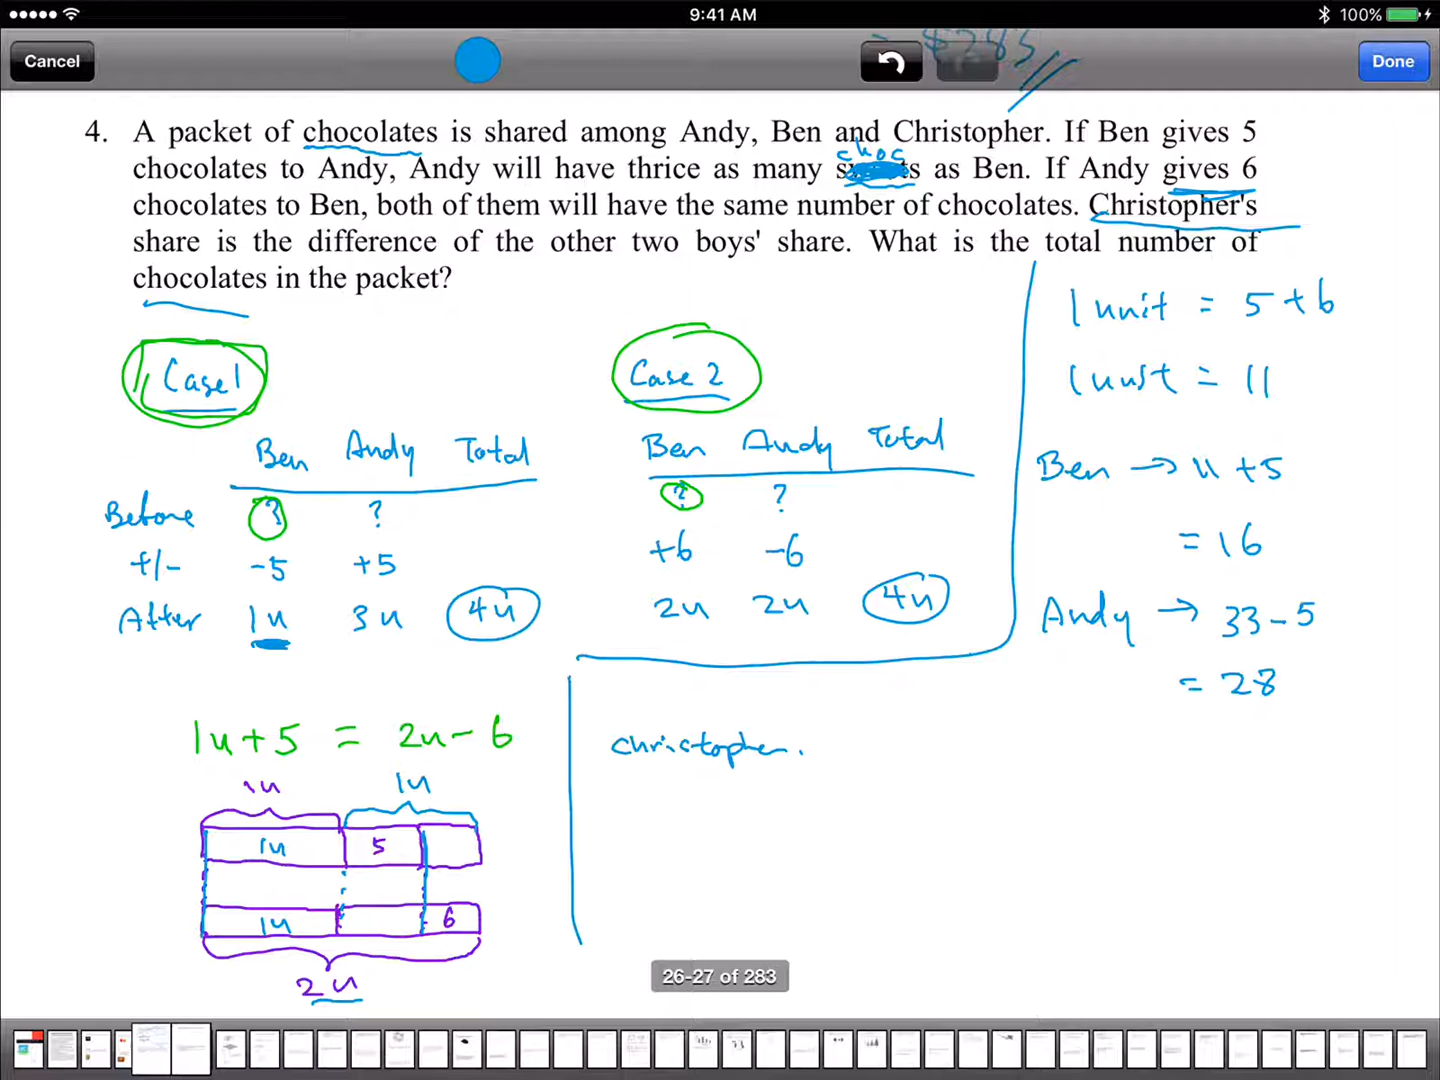 9:41 AM
100%
Cancel
= $283
Done
4. A packet of chocolates is shared among Andy, Ben and Christopher. If Ben gives 5
chocolates to Andy, Andy will have thrice as many choc s as Ben. If Andy gives 6
chocolates to Ben, both of them will have the same number of chocolates. Christopher's
share is the difference of the other two boys' share. What is the total number of
chocolates in the packet?
Case 1
Ben Andy Total
Before ? ?
+/- -5 +5
After 1u 3u 4u
Case 2
Ben Andy Total
? ?
+6 -6
2u 2u 4u
1 unit = 5 + 6
1 unit = 11
Ben → 11 + 5
= 16
Andy → 33 - 5
= 28
1u + 5 = 2u - 6
1u 1u
1u 5
1u 6
2u
christopher.
26-27 of 283